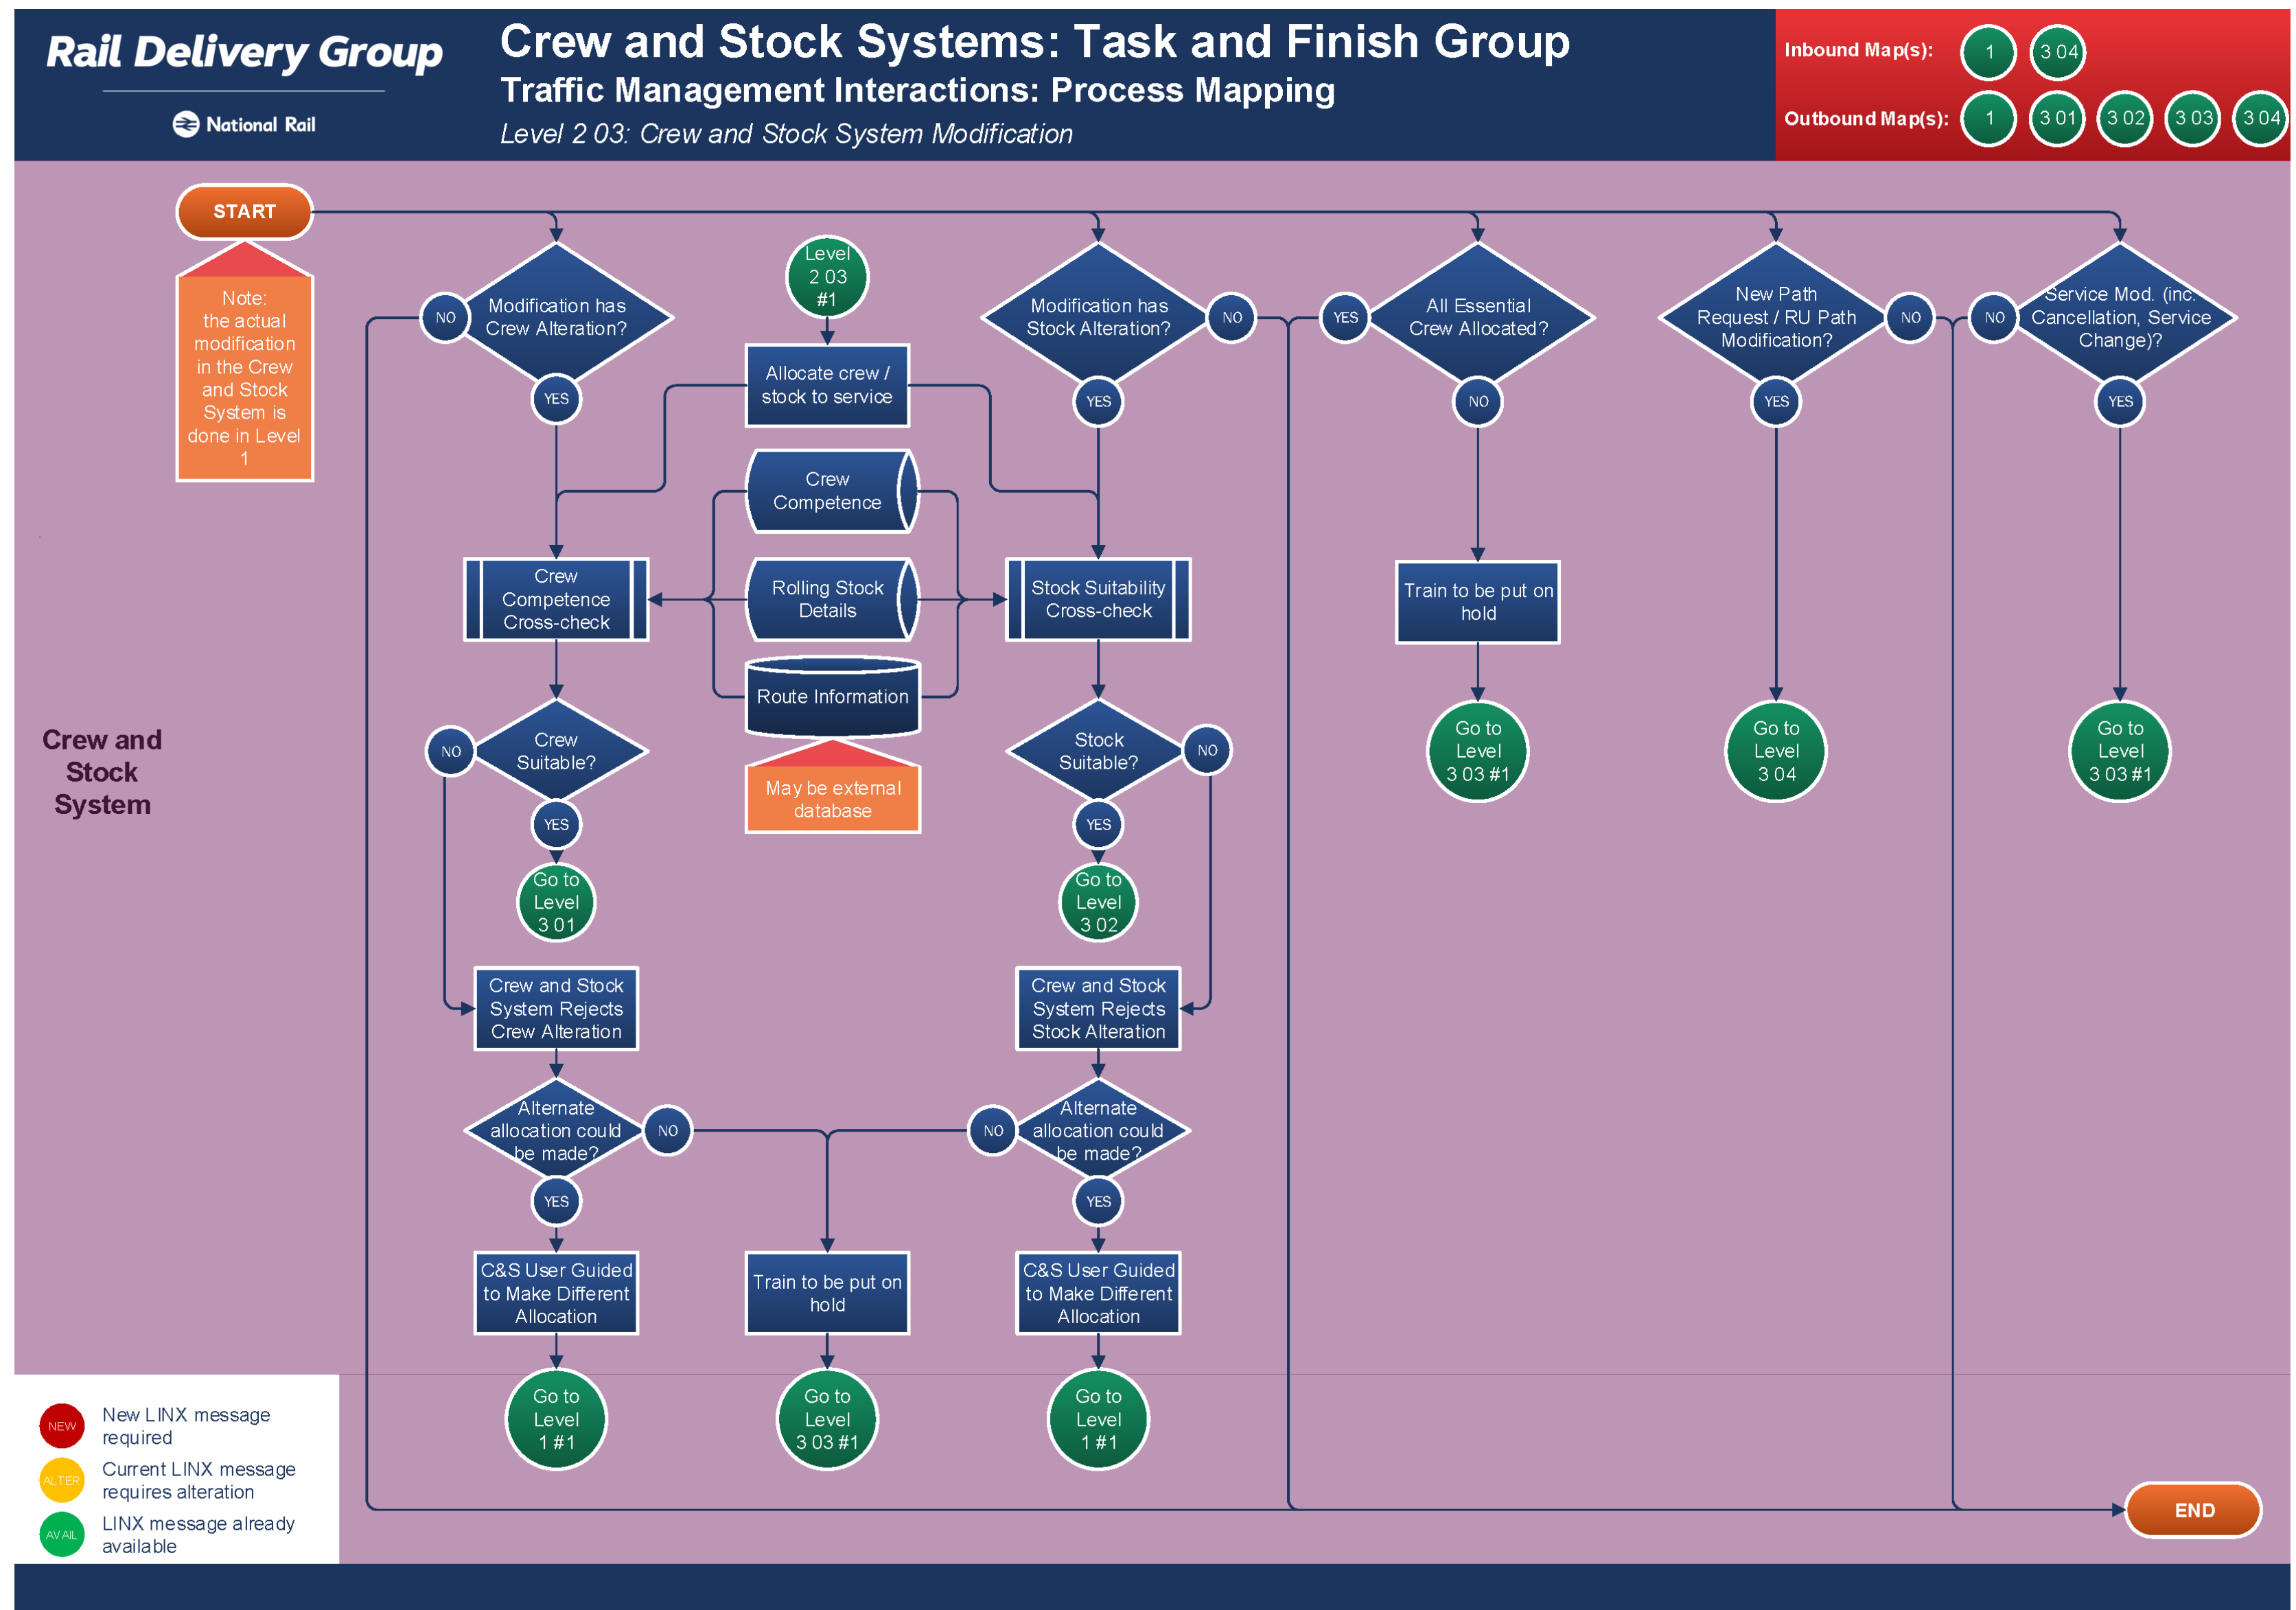 Rail Delivery Group
National Rail
Crew and Stock Systems: Task and Finish Group
Traffic Management Interactions: Process Mapping
Level 2 03: Crew and Stock System Modification
Inbound Map(s):
1
3 04
Outbound Map(s):
1
3 01
3 02
3 03
3 04
START
Note:
the actual
modification
in the Crew
and Stock
System is
done in Level
1
NO
Modification has
Crew Alteration?
YES
Level
2 03
#1
Allocate crew /
stock to service
Modification has
Stock Alteration?
NO
YES
YES
All Essential
Crew Allocated?
NO
New Path
Request / RU Path
Modification?
NO
YES
NO
Service Mod. (inc.
Cancellation, Service
Change)?
YES
Crew
Competence
Crew
Competence
Cross-check
Rolling Stock
Details
Stock Suitability
Cross-check
Train to be put on
hold
Route Information
May be external
database
Crew and
Stock
System
NO
Crew
Suitable?
YES
Go to
Level
3 01
Stock
Suitable?
NO
YES
Go to
Level
3 02
Go to
Level
3 03 #1
Go to
Level
3 04
Go to
Level
3 03 #1
Crew and Stock
System Rejects
Crew Alteration
Crew and Stock
System Rejects
Stock Alteration
Alternate
allocation could
be made?
NO
YES
NO
Alternate
allocation could
be made?
YES
C&S User Guided
to Make Different
Allocation
Train to be put on
hold
C&S User Guided
to Make Different
Allocation
Go to
Level
1 #1
Go to
Level
3 03 #1
Go to
Level
1 #1
NEW
New LINX message
required
ALTER
Current LINX message
requires alteration
AVAIL
LINX message already
available
END